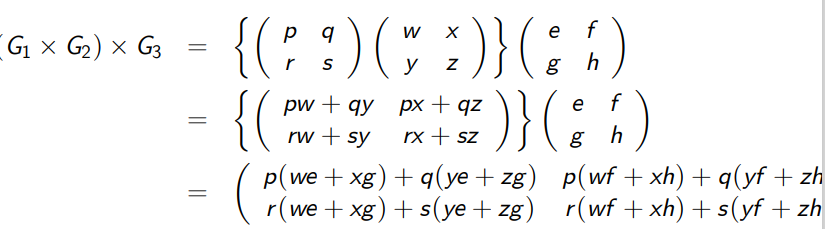 (G₁ × G₂) × G₃ = {( p q ) ( w x )} ( e f )
r s y z g h
= {( pw + qy px + qz )} ( e f )
rw + sy rx + sz g h
= ( p(we + xg) + q(ye + zg) p(wf + xh) + q(yf + zh
r(we + xg) + s(ye + zg) r(wf + xh) + s(yf + zh